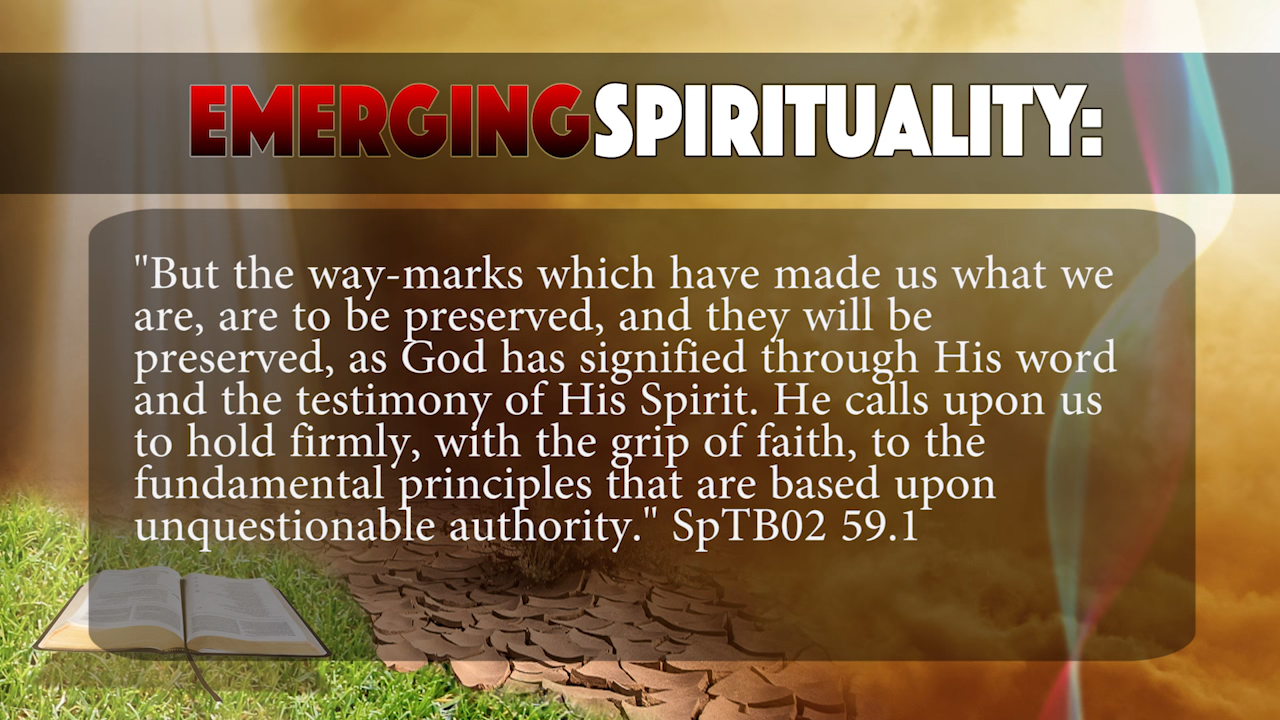 EMERGINGSPIRITUALITY:
"But the way-marks which have made us what we
are, are to be preserved, and they will be
preserved, as God has signified through His word
and the testimony of His Spirit. He calls upon us
to hold firmly, with the grip of faith, to the
fundamental principles that are based upon
unquestionable authority." SpTB02 59.1